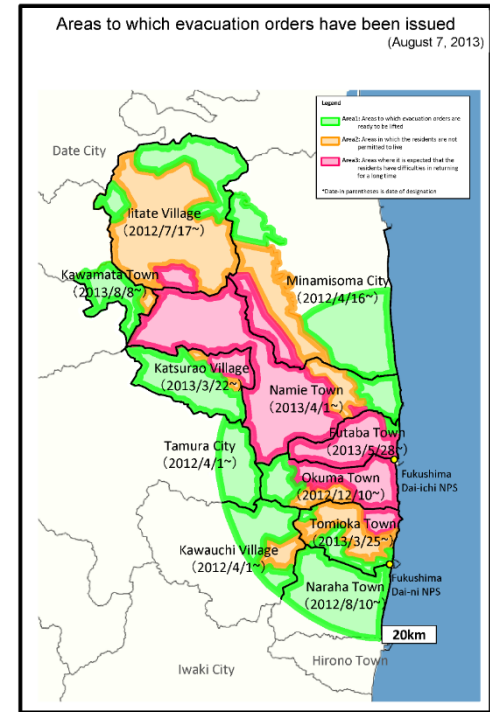 Areas to which evacuation orders have been issued
(August 7, 2013)
Legend
Area1: Areas to which evacuation orders are
ready to be lifted
Area2: Areas in which the residents are not
permitted to live
Area3: Areas where it is expected that the
residents have difficulties in returning
for a long time
*Date in parentheses is date of designation
Date City
Iitate Village
(2012/7/17~)
Kawamata Town
(2013/8/8~)
Minamisoma City
(2012/4/16~)
Katsurao Village
(2013/3/22~)
Namie Town
(2013/4/1~)
Futaba Town
(2013/5/28~)
Tamura City
(2012/4/1~)
Fukushima
Dai-ichi NPS
Okuma Town
(2012/12/10~)
Tomioka Town
(2013/3/25~)
Kawauchi Village
(2012/4/1~)
Fukushima
Dai-ni NPS
Naraha Town
(2012/8/10~)
20km
Hirono Town
Iwaki City